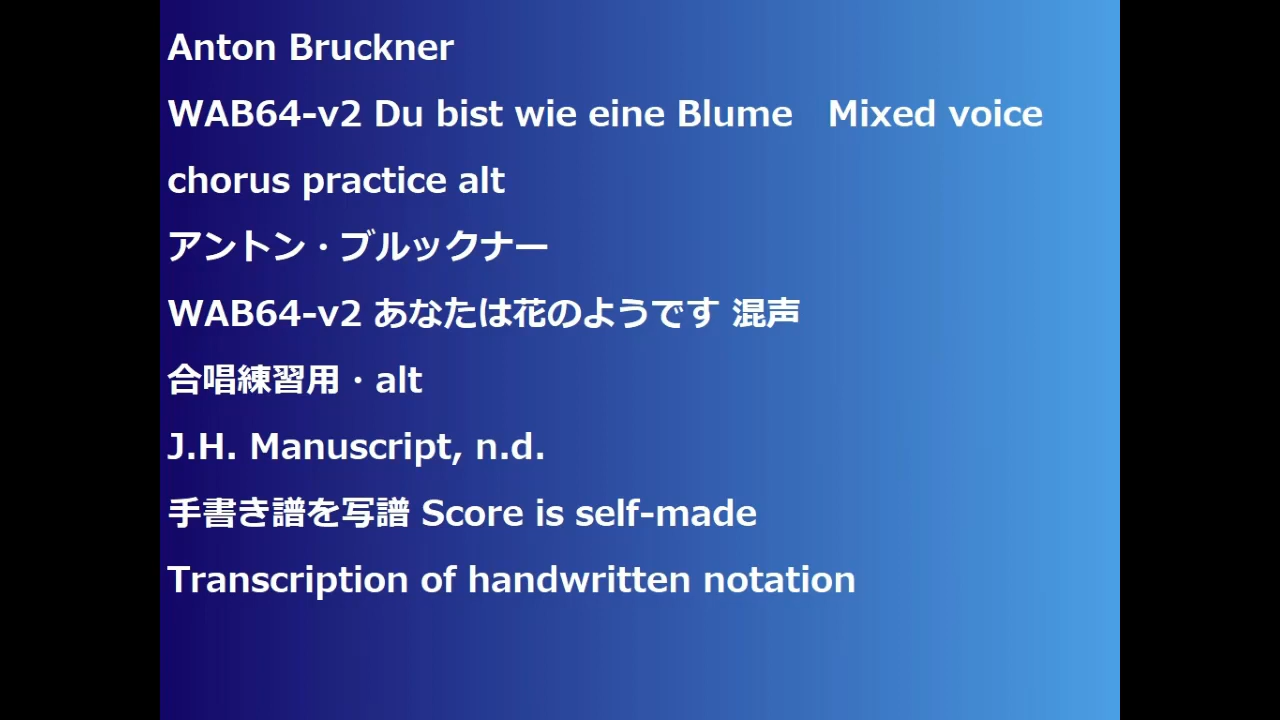 Anton Bruckner
WAB64-v2 Du bist wie eine Blume　Mixed voice
chorus practice alt
アントン・ブルックナー
WAB64-v2 あなたは花のようです 混声
合唱練習用・alt
J.H. Manuscript, n.d.
手書き譜を写譜 Score is self-made
Transcription of handwritten notation